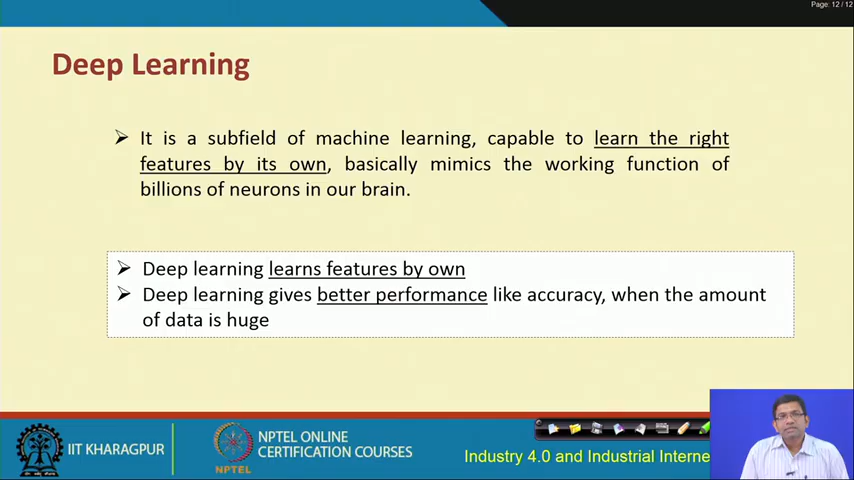 Page: 12 / 12
Deep Learning
➢ It is a subfield of machine learning, capable to learn the right
features by its own, basically mimics the working function of
billions of neurons in our brain.
➢ Deep learning learns features by own
➢ Deep learning gives better performance like accuracy, when the amount
of data is huge
IIT KHARAGPUR
NPTEL
NPTEL ONLINE
CERTIFICATION COURSES
Industry 4.0 and Industrial Interne